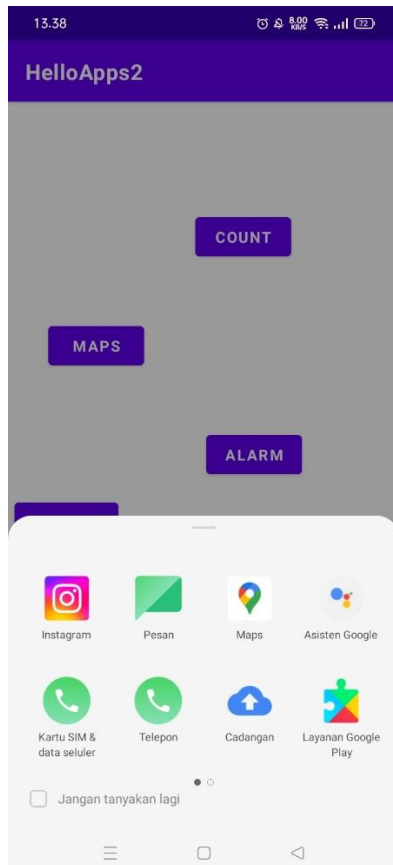 13.38
8.00
KB/S
72
HelloApps2
COUNT
MAPS
ALARM
Instagram
Pesan
Maps
Asisten Google
Kartu SIM &
data seluler
Telepon
Cadangan
Layanan Google
Play
Jangan tanyakan lagi